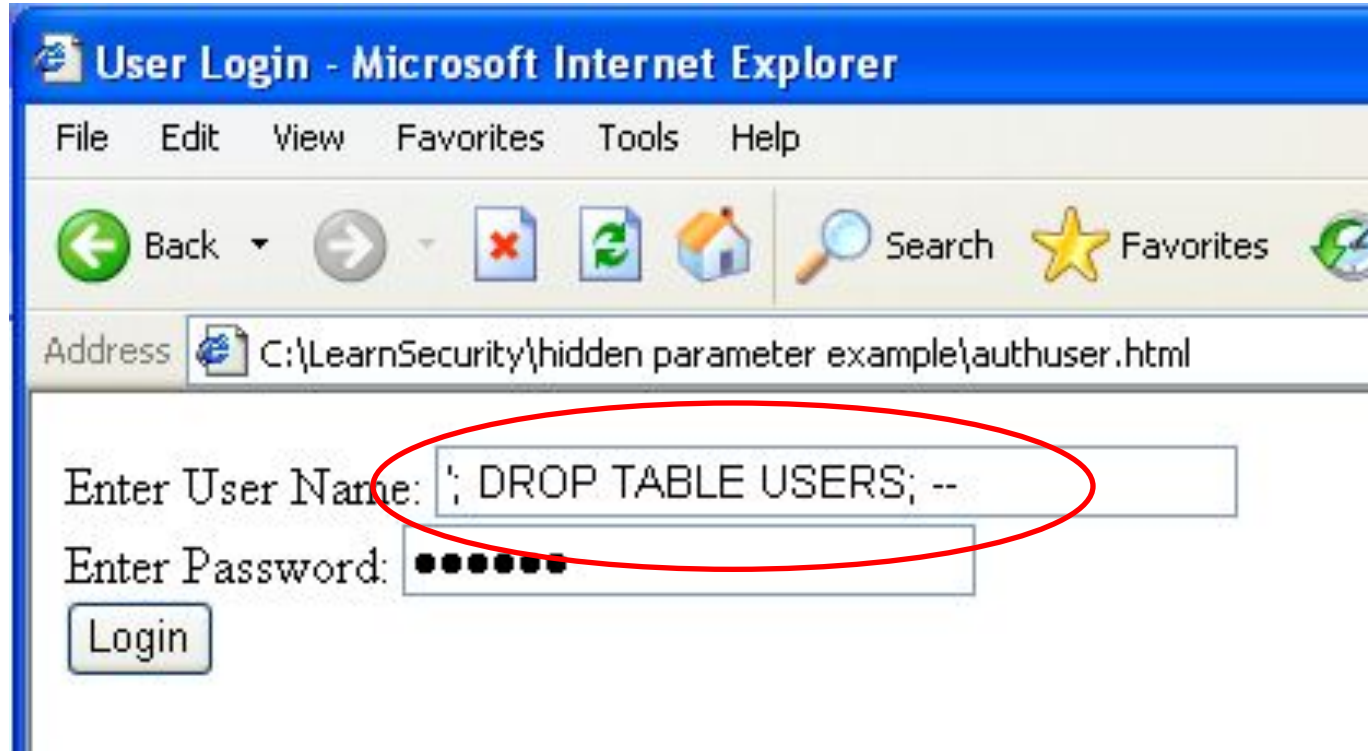 User Login - Microsoft Internet Explorer
File Edit View Favorites Tools Help
Back Search Favorites
Address C:\LearnSecurity\hidden parameter example\authuser.html
Enter User Name: '; DROP TABLE USERS; --
Enter Password: ●●●●●●
Login